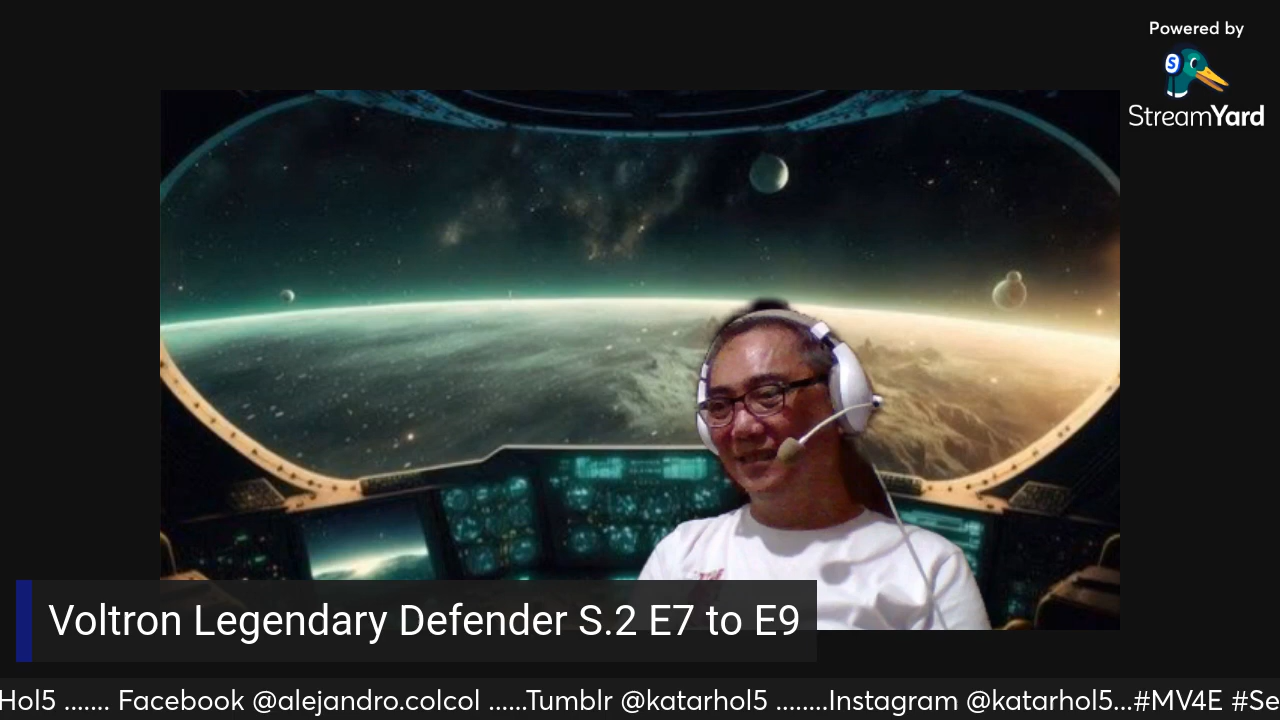 Powered by
S
StreamYard
Voltron Legendary Defender S.2 E7 to E9
Hol5 ....... Facebook @alejandro.colcol ......Tumblr @katarhol5 ........Instagram @katarhol5...#MV4E #Se